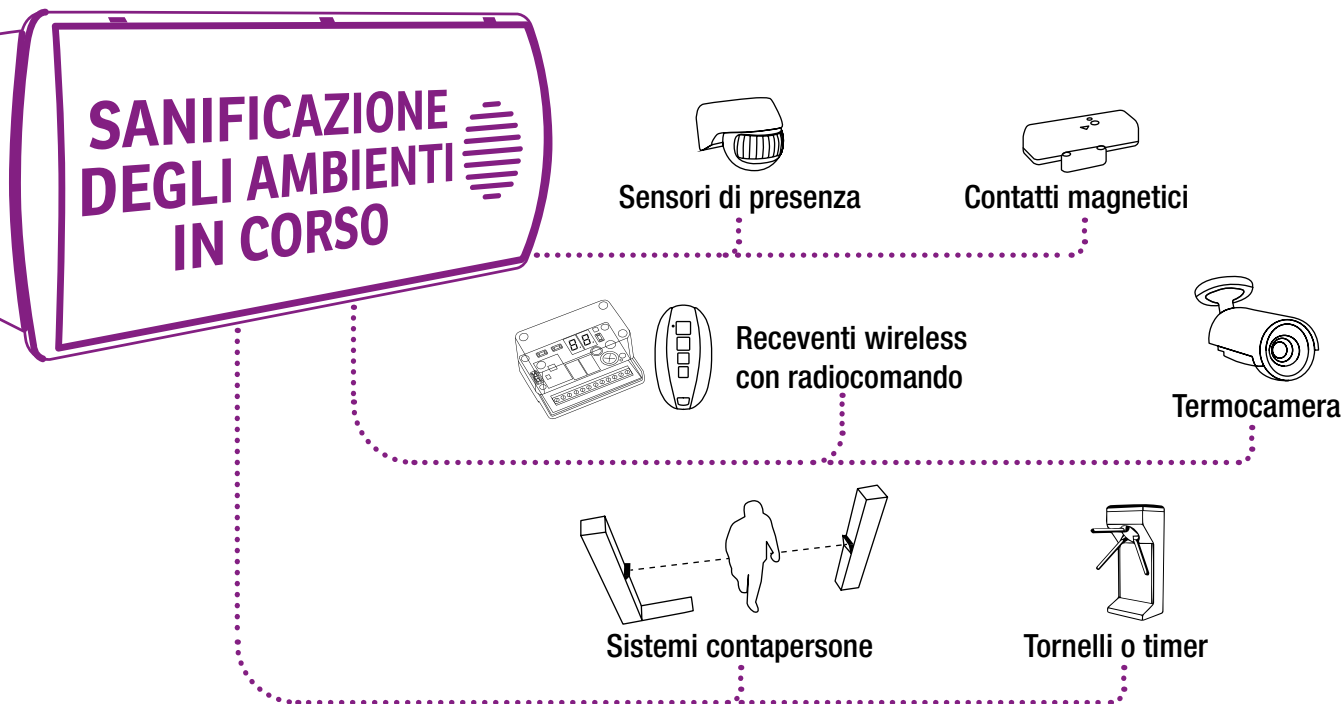 SANIFICAZIONE
DEGLI AMBIENTI
IN CORSO
Sensori di presenza
Contatti magnetici
Receventi wireless
con radiocomando
Termocamera
Sistemi contapersone
Tornelli o timer